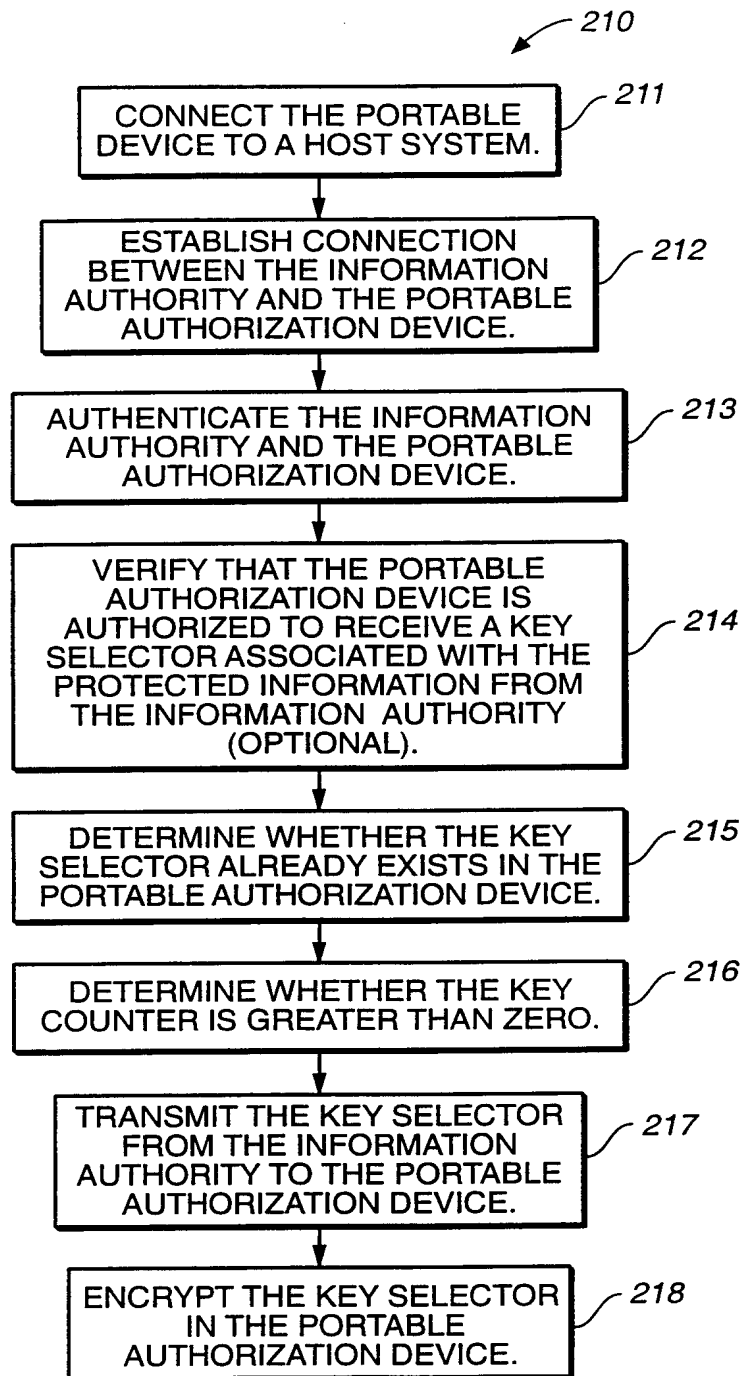 210
CONNECT THE PORTABLE
DEVICE TO A HOST SYSTEM.
211
ESTABLISH CONNECTION
BETWEEN THE INFORMATION
AUTHORITY AND THE PORTABLE
AUTHORIZATION DEVICE.
212
AUTHENTICATE THE INFORMATION
AUTHORITY AND THE PORTABLE
AUTHORIZATION DEVICE.
213
VERIFY THAT THE PORTABLE
AUTHORIZATION DEVICE IS
AUTHORIZED TO RECEIVE A KEY
SELECTOR ASSOCIATED WITH THE
PROTECTED INFORMATION FROM
THE INFORMATION AUTHORITY
(OPTIONAL).
214
DETERMINE WHETHER THE KEY
SELECTOR ALREADY EXISTS IN THE
PORTABLE AUTHORIZATION DEVICE.
215
DETERMINE WHETHER THE KEY
COUNTER IS GREATER THAN ZERO.
216
TRANSMIT THE KEY SELECTOR
FROM THE INFORMATION
AUTHORITY TO THE PORTABLE
AUTHORIZATION DEVICE.
217
ENCRYPT THE KEY SELECTOR
IN THE PORTABLE
AUTHORIZATION DEVICE.
218